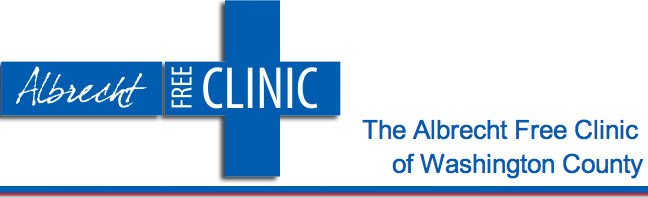 Albrecht
FREE
CLINIC
The Albrecht Free Clinic
of Washington County